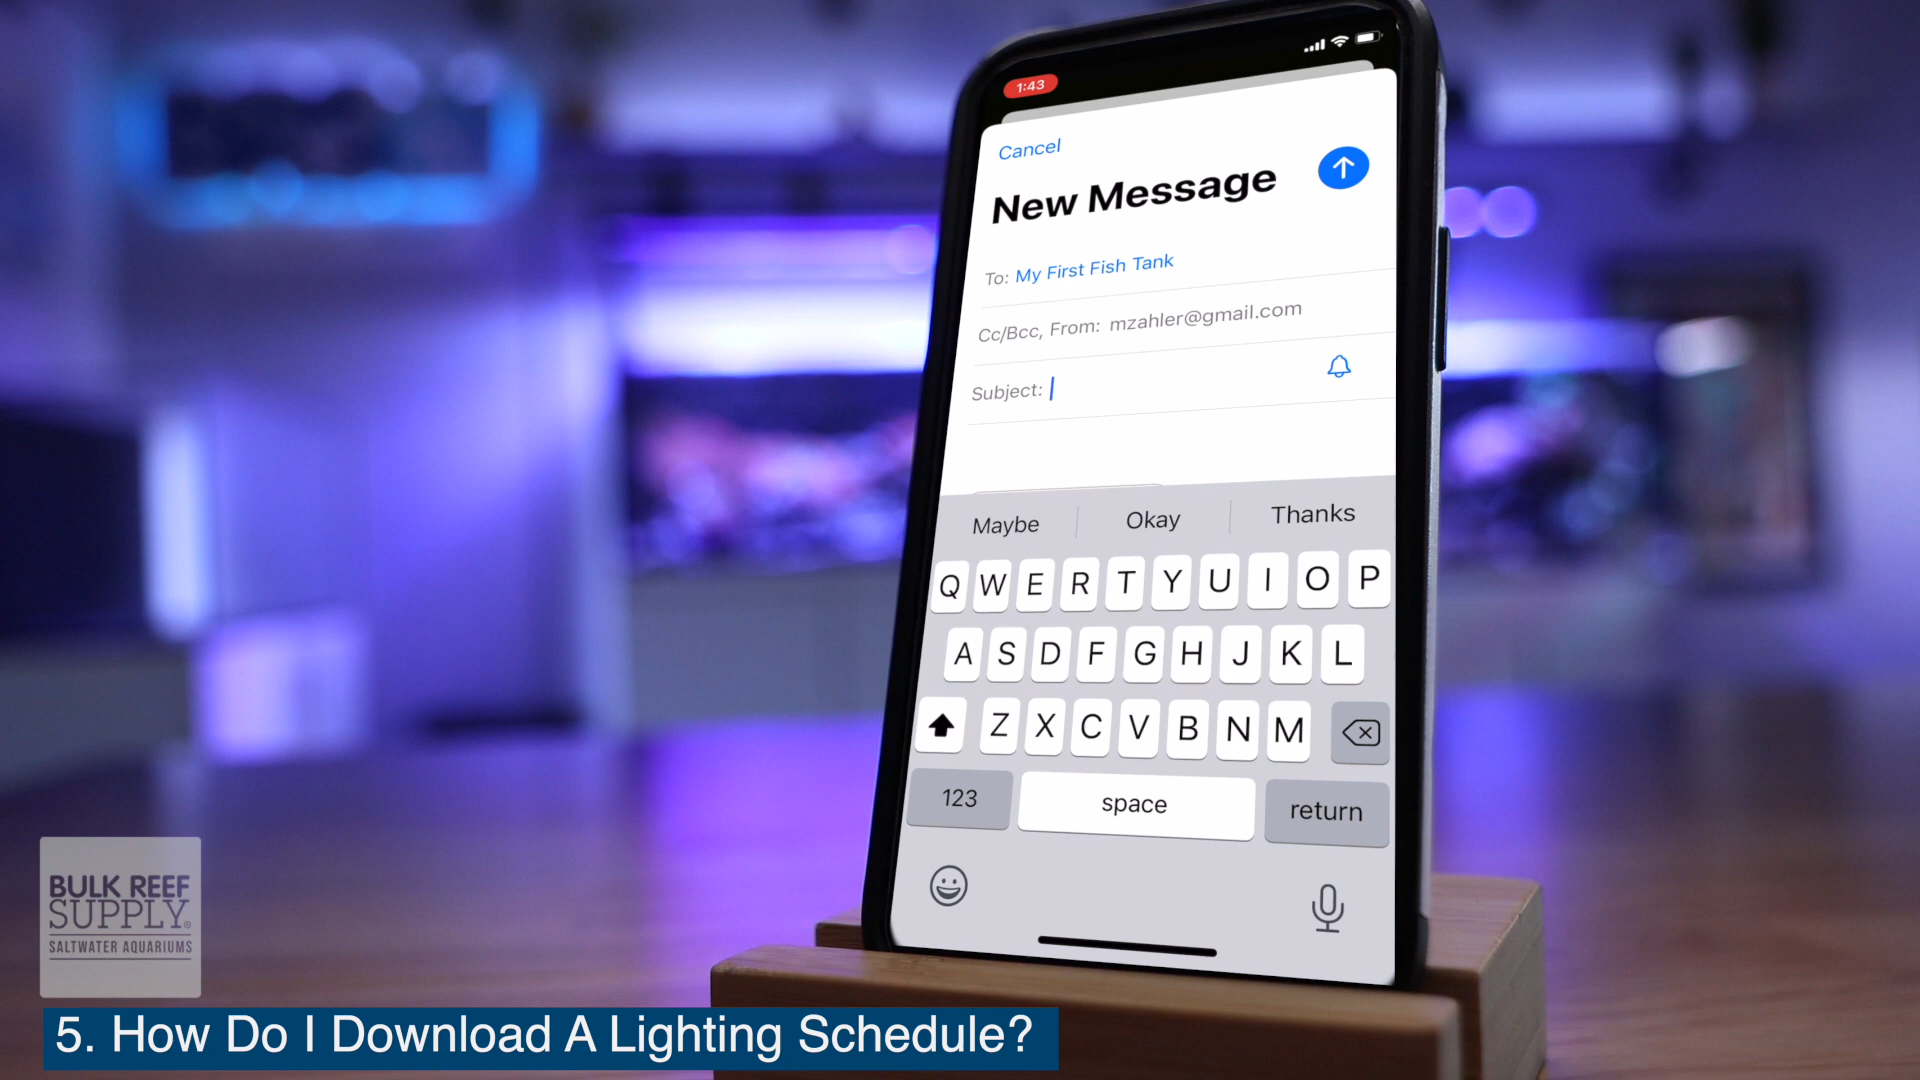 1:43
Cancel
New Message
To: My First Fish Tank
Cc/Bcc, From: mzahler@gmail.com
Subject:
Maybe Okay Thanks
Q W E R T Y U I O P
A S D F G H J K L
Z X C V B N M
123 space return
BULK REEF
SUPPLY®
SALTWATER AQUARIUMS
5. How Do I Download A Lighting Schedule?